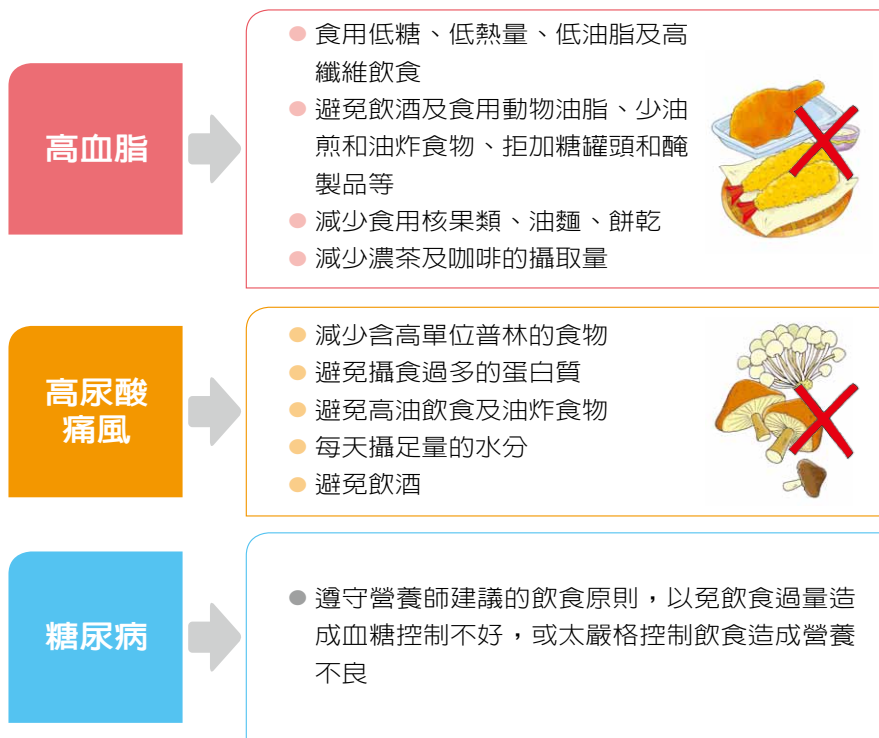 高血脂
食用低糖、低熱量、低油脂及高
纖維飲食
避免飲酒及食用動物油脂、少油
煎和油炸食物、拒加糖罐頭和醃
製品等
減少食用核果類、油麵、餅乾
減少濃茶及咖啡的攝取量
高尿酸
痛風
減少含高單位普林的食物
避免攝食過多的蛋白質
避免高油飲食及油炸食物
每天攝足量的水分
避免飲酒
糖尿病
遵守營養師建議的飲食原則，以免飲食過量造
成血糖控制不好，或太嚴格控制飲食造成營養
不良